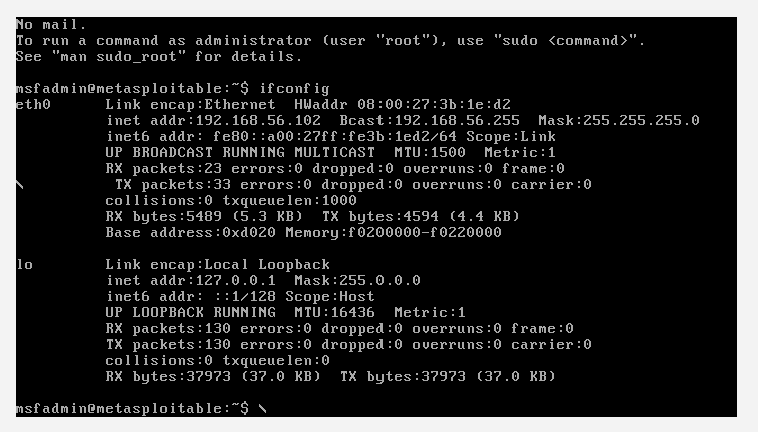 No mail.
To run a command as administrator (user "root"), use "sudo <command>".
See "man sudo_root" for details.
msfadmin@metasploitable:~$ ifconfig
eth0      Link encap:Ethernet  HWaddr 08:00:27:3b:1e:d2
          inet addr:192.168.56.102  Bcast:192.168.56.255  Mask:255.255.255.0
          inet6 addr: fe80::a00:27ff:fe3b:1ed2/64 Scope:Link
          UP BROADCAST RUNNING MULTICAST  MTU:1500  Metric:1
          RX packets:23 errors:0 dropped:0 overruns:0 frame:0
\          TX packets:33 errors:0 dropped:0 overruns:0 carrier:0
          collisions:0 txqueuelen:1000
          RX bytes:5489 (5.3 KB)  TX bytes:4594 (4.4 KB)
          Base address:0xd020 Memory:f0200000-f0220000
lo        Link encap:Local Loopback
          inet addr:127.0.0.1  Mask:255.0.0.0
          inet6 addr: ::1/128 Scope:Host
          UP LOOPBACK RUNNING  MTU:16436  Metric:1
          RX packets:130 errors:0 dropped:0 overruns:0 frame:0
          TX packets:130 errors:0 dropped:0 overruns:0 carrier:0
          collisions:0 txqueuelen:0
          RX bytes:37973 (37.0 KB)  TX bytes:37973 (37.0 KB)
msfadmin@metasploitable:~$ \